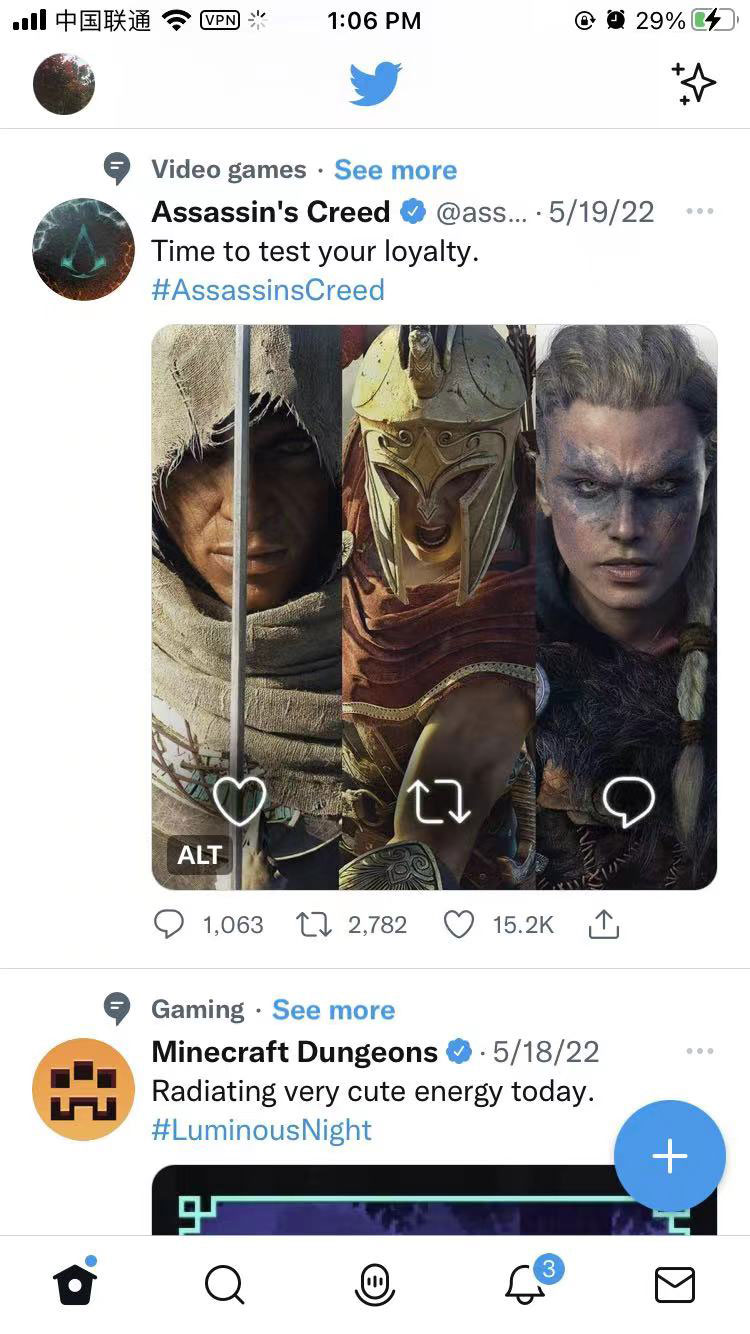 中国联通 VPN 1:06 PM 29%
Video games · See more
Assassin's Creed @ass... · 5/19/22
Time to test your loyalty.
#AssassinsCreed
ALT
1,063 2,782 15.2K
Gaming · See more
Minecraft Dungeons · 5/18/22
Radiating very cute energy today.
#LuminousNight
3